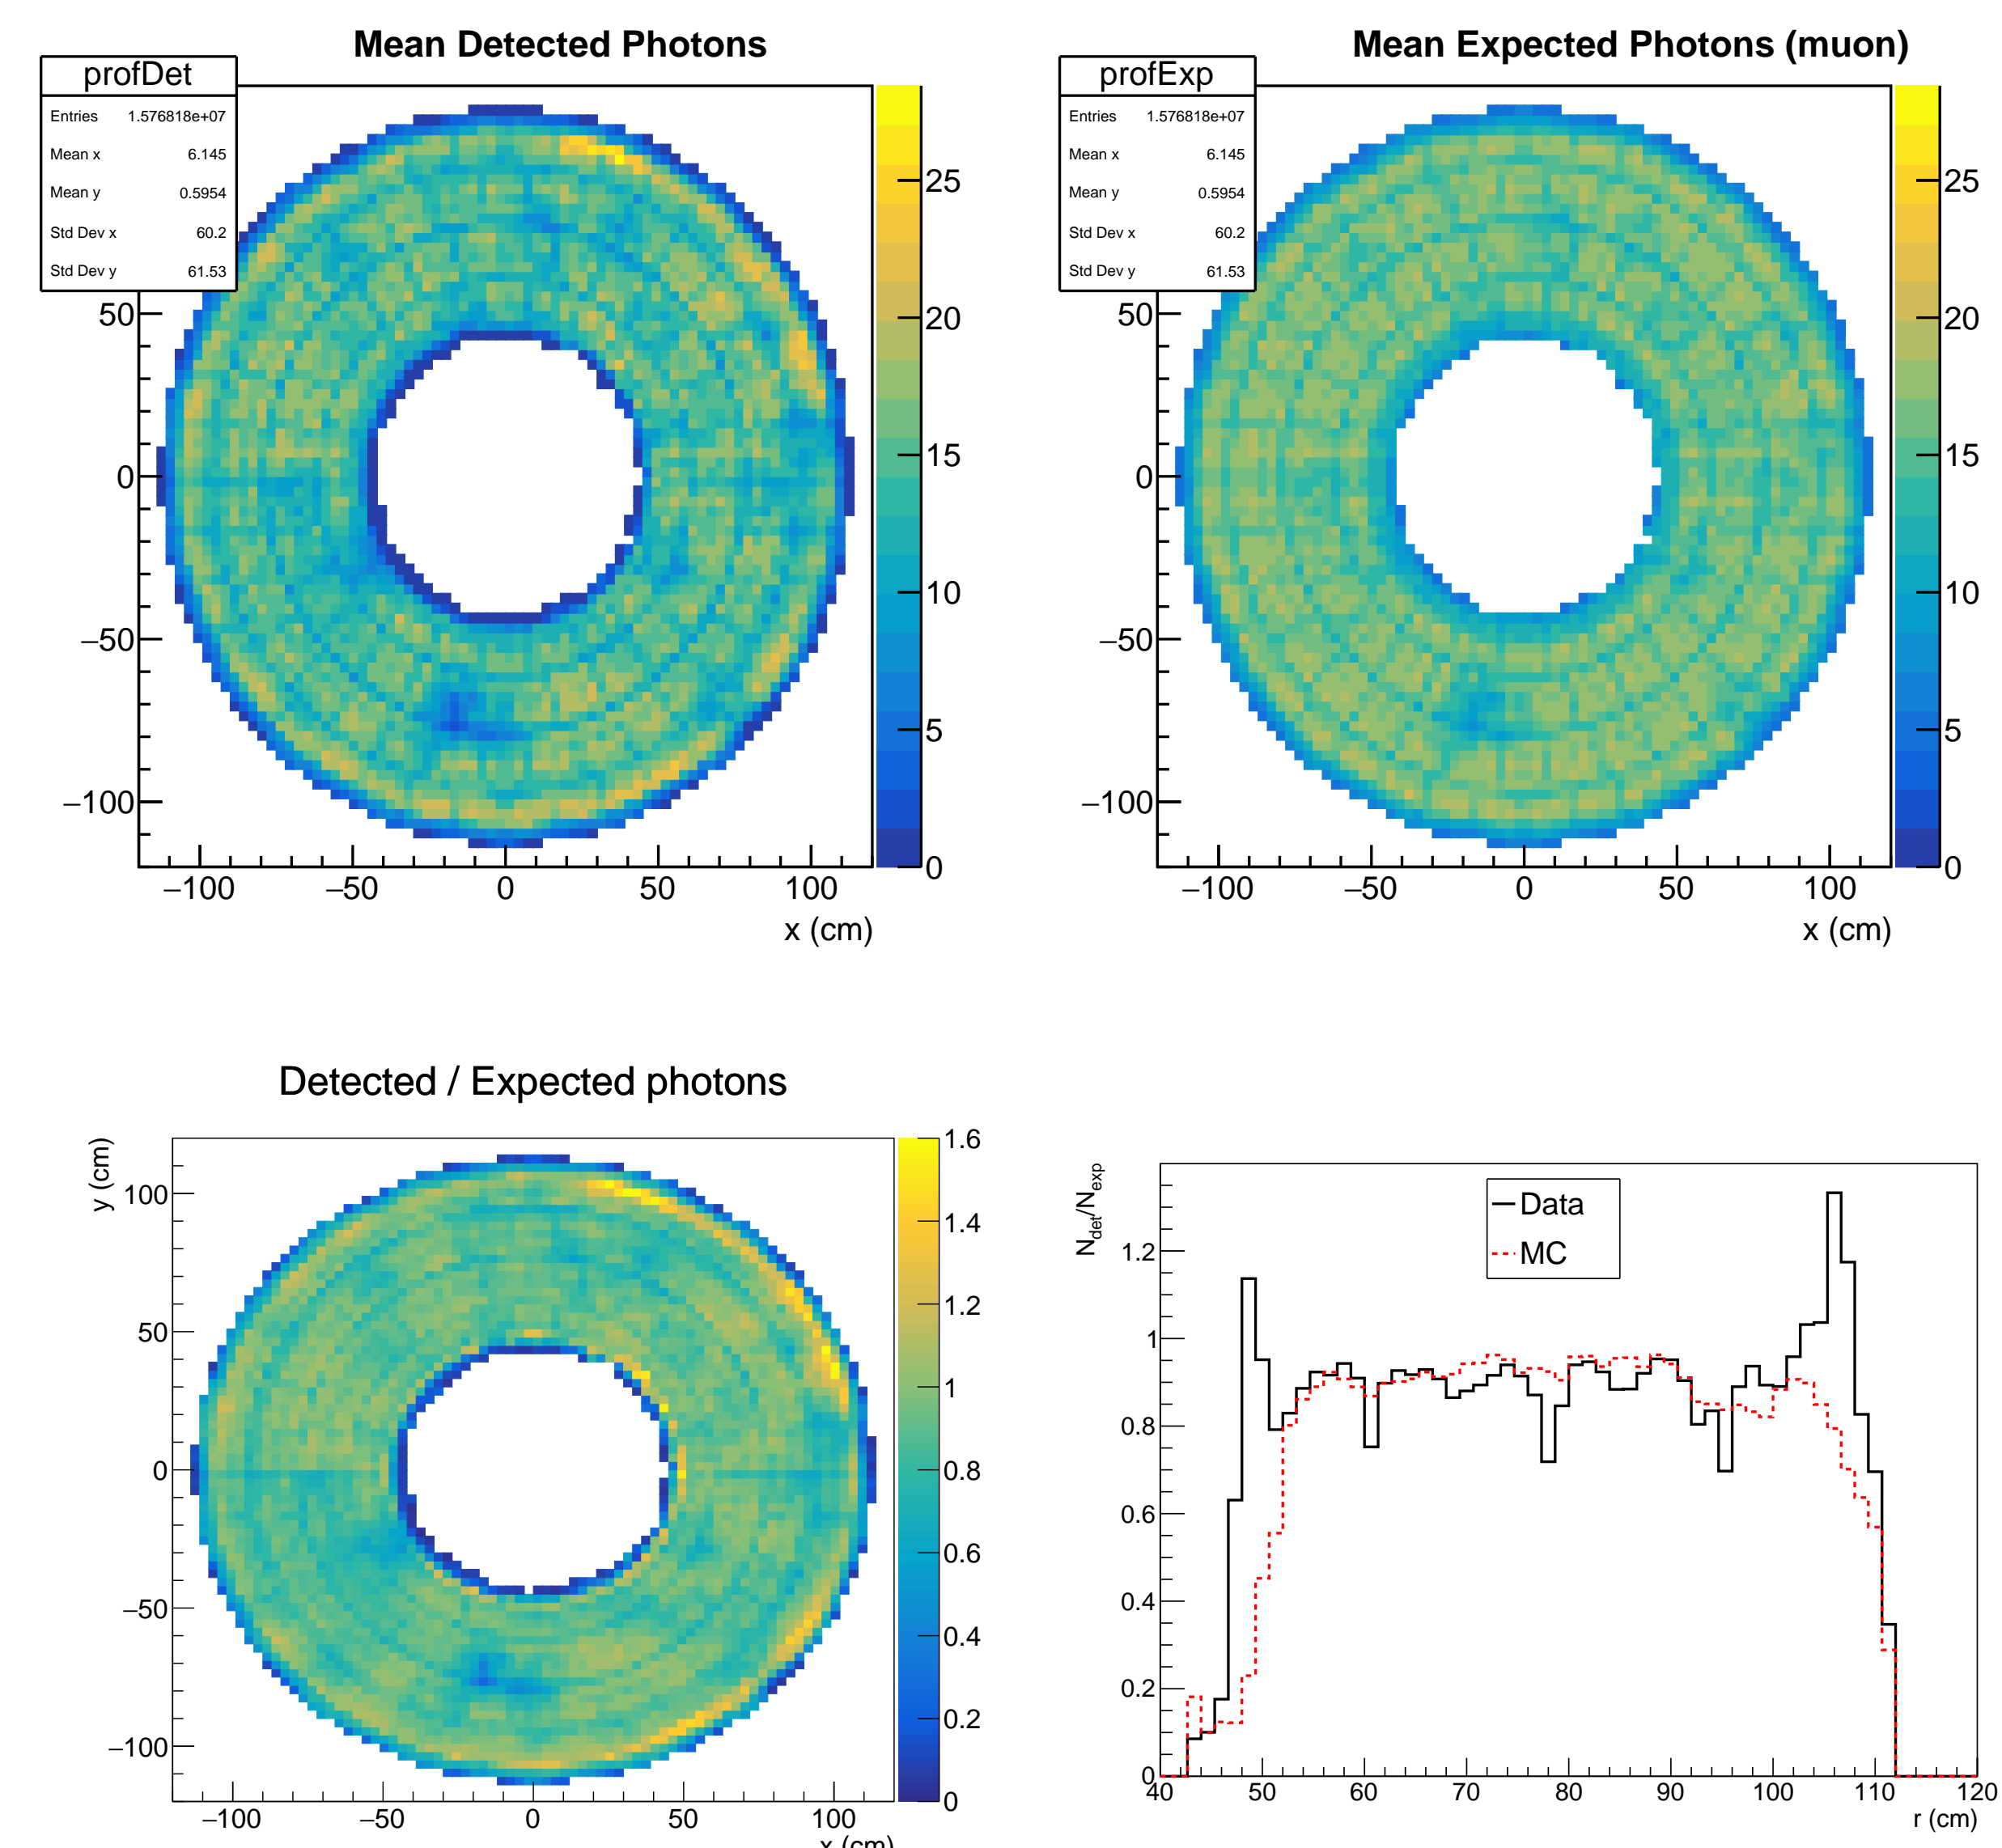 Mean Detected Photons
profDet
Entries 1.576818e+07
Mean x 6.145
Mean y 0.5954
Std Dev x 60.2
Std Dev y 61.53
50
0
−50
−100
−100 −50 0 50 100
x (cm)
25
20
15
10
5
0
Mean Expected Photons (muon)
profExp
Entries 1.576818e+07
Mean x 6.145
Mean y 0.5954
Std Dev x 60.2
Std Dev y 61.53
50
0
−50
−100
−100 −50 0 50 100
x (cm)
25
20
15
10
5
0
Detected / Expected photons
y (cm)
100
50
0
−50
−100
−100 −50 0 50 100
x (cm)
1.6
1.4
1.2
1
0.8
0.6
0.4
0.2
0
N_det/N_exp
Data
MC
1.2
1
0.8
0.6
0.4
0.2
0
40 50 60 70 80 90 100 110 120
r (cm)